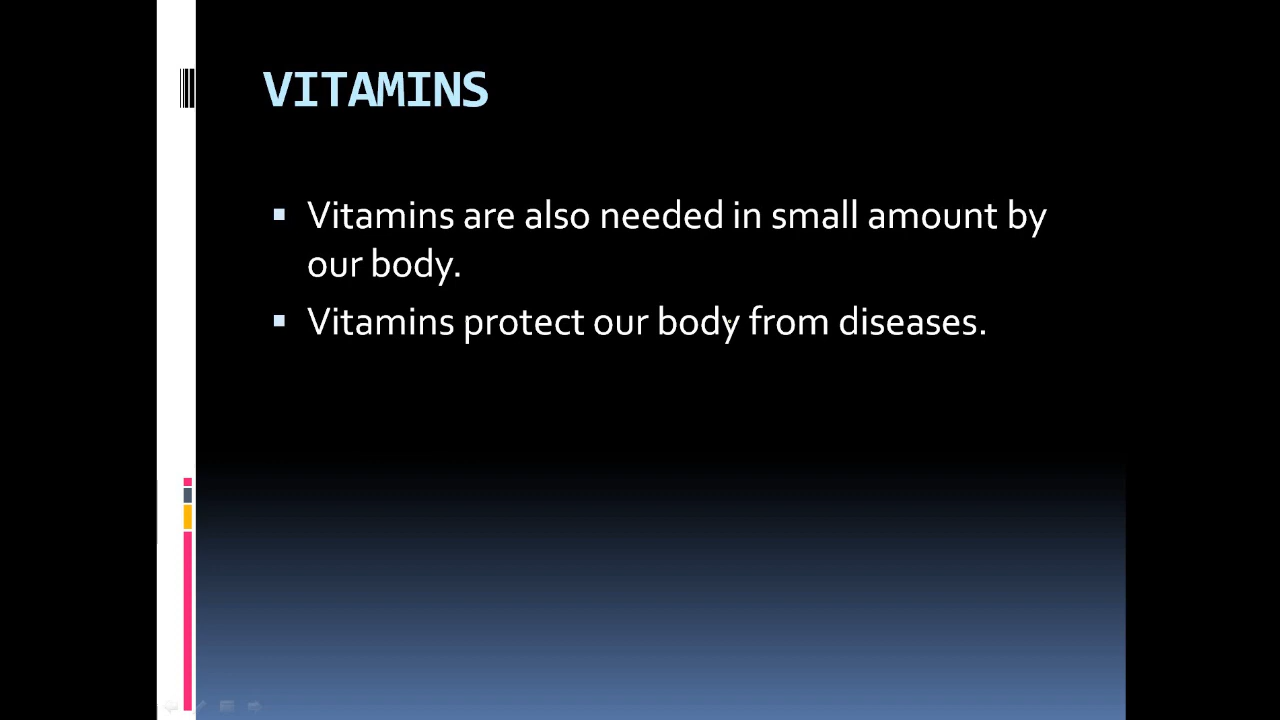 VITAMINS
Vitamins are also needed in small amount by
our body.
Vitamins protect our body from diseases.